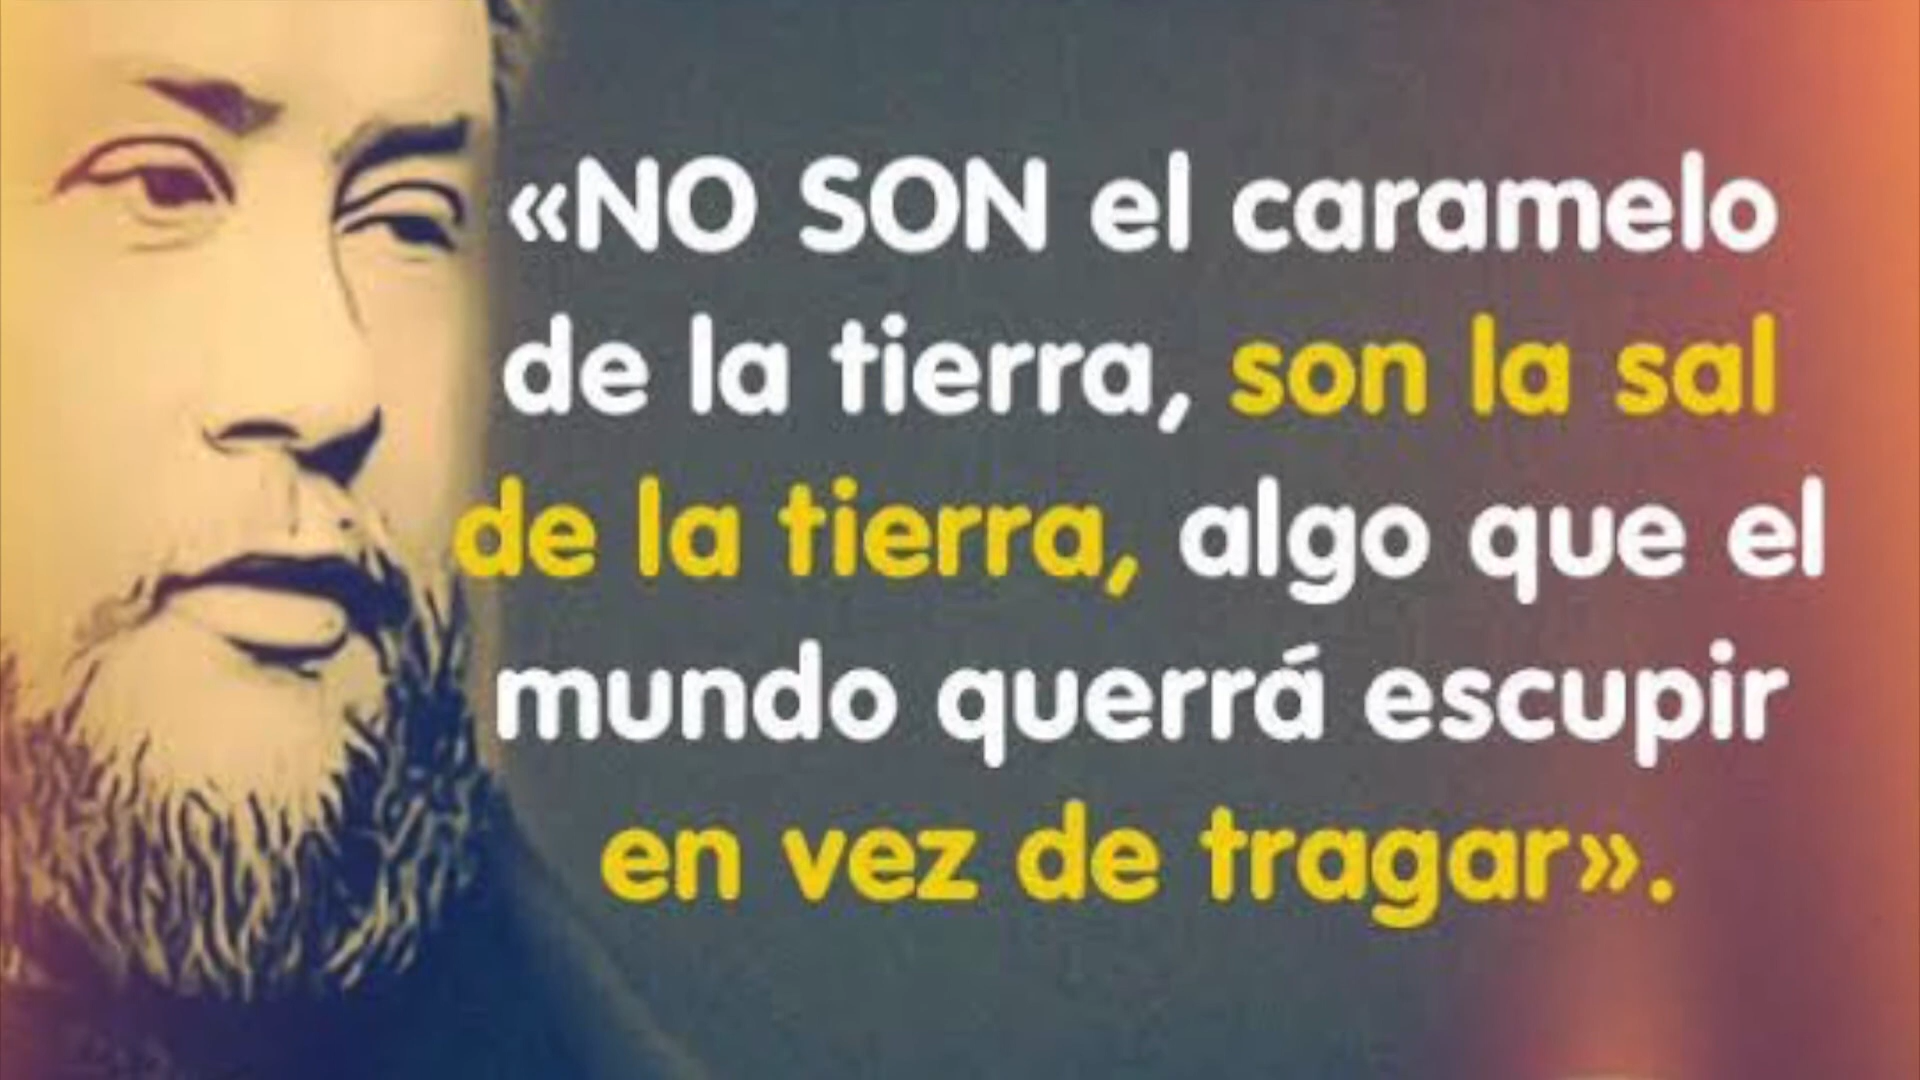 «NO SON el caramelo
de la tierra, son la sal
de la tierra, algo que el
mundo querrá escupir
en vez de tragar».